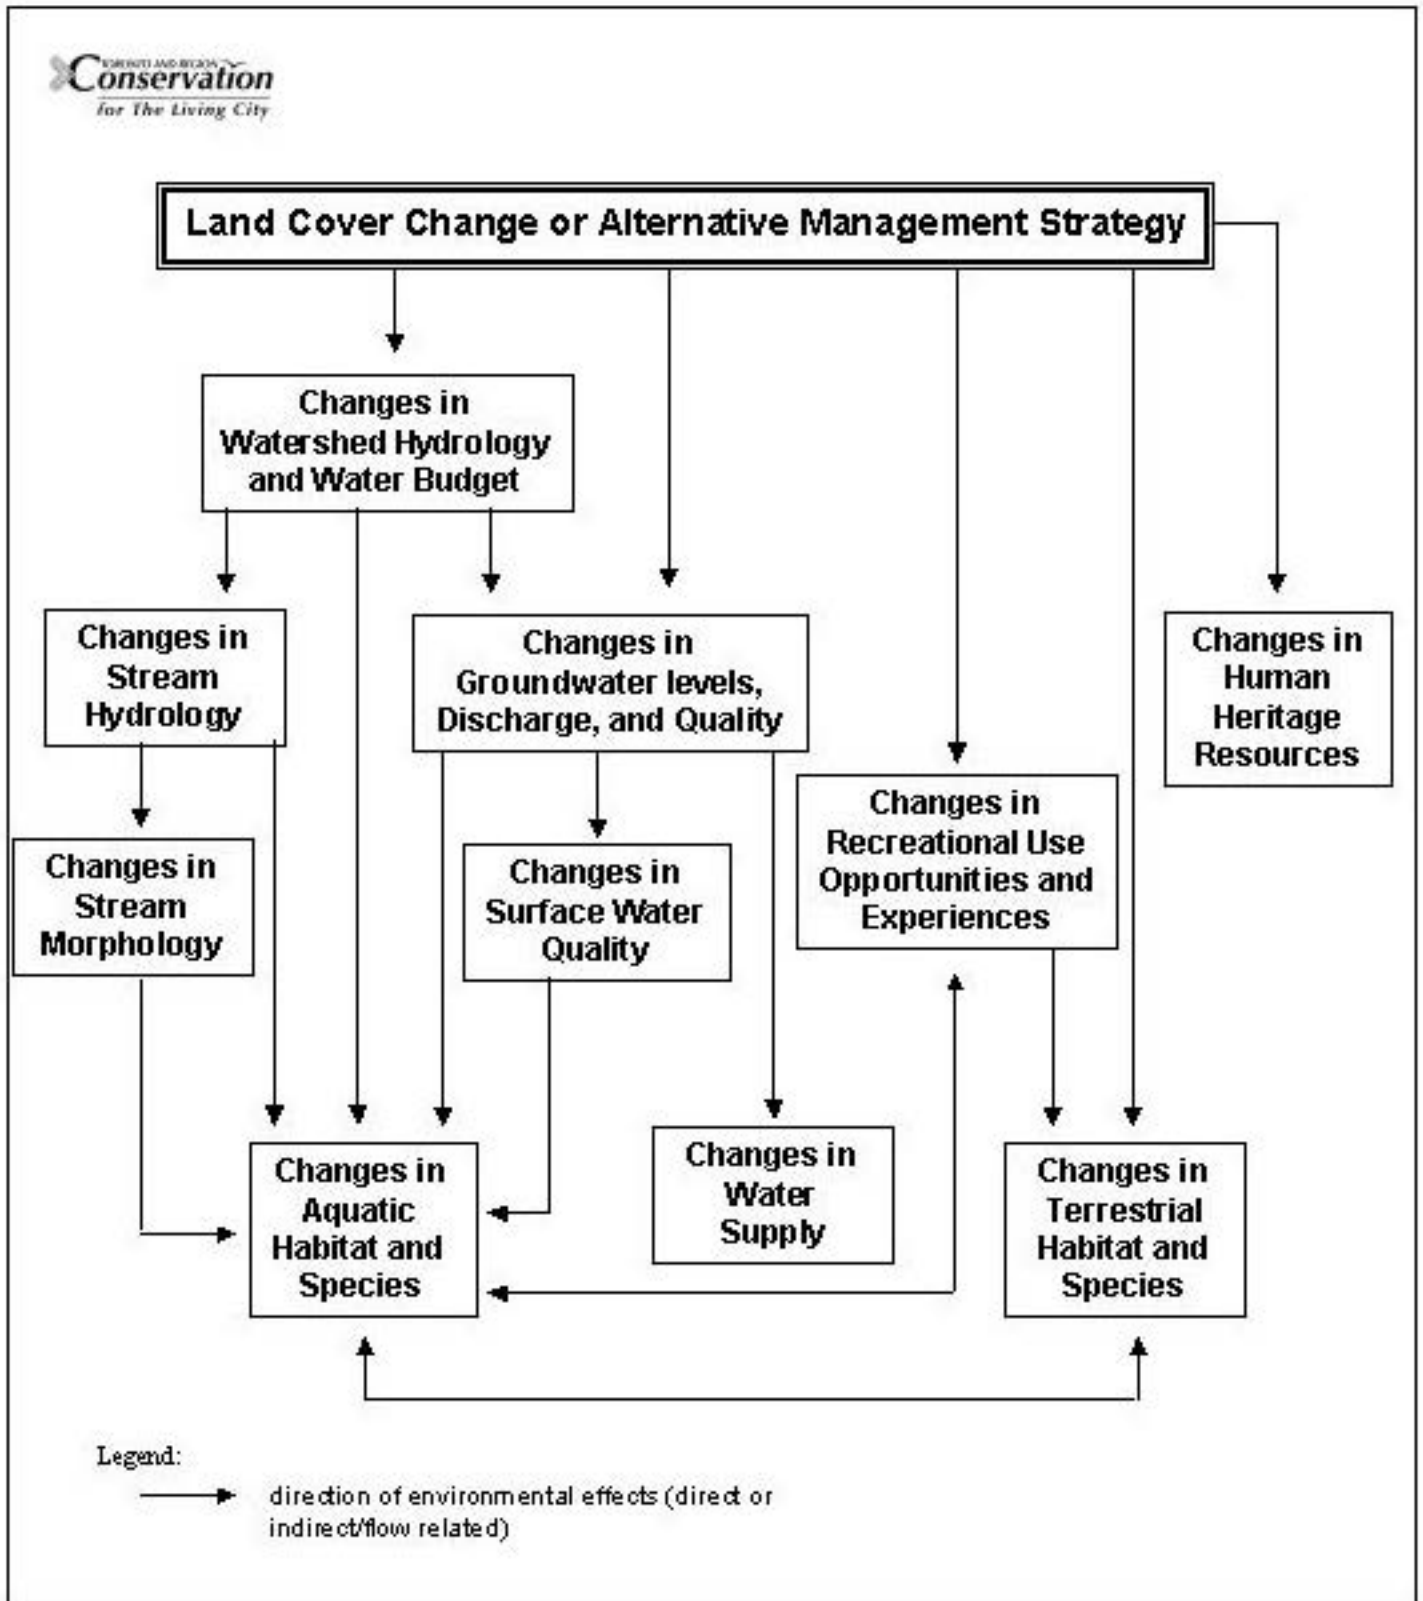 TORONTO AND REGION
Conservation
for The Living City
Land Cover Change or Alternative Management Strategy
Changes in
Watershed Hydrology
and Water Budget
Changes in
Stream
Hydrology
Changes in
Groundwater levels,
Discharge, and Quality
Changes in
Human
Heritage
Resources
Changes in
Stream
Morphology
Changes in
Surface Water
Quality
Changes in
Recreational Use
Opportunities and
Experiences
Changes in
Aquatic
Habitat and
Species
Changes in
Water
Supply
Changes in
Terrestrial
Habitat and
Species
Legend:
direction of environmental effects (direct or
indirect/flow related)